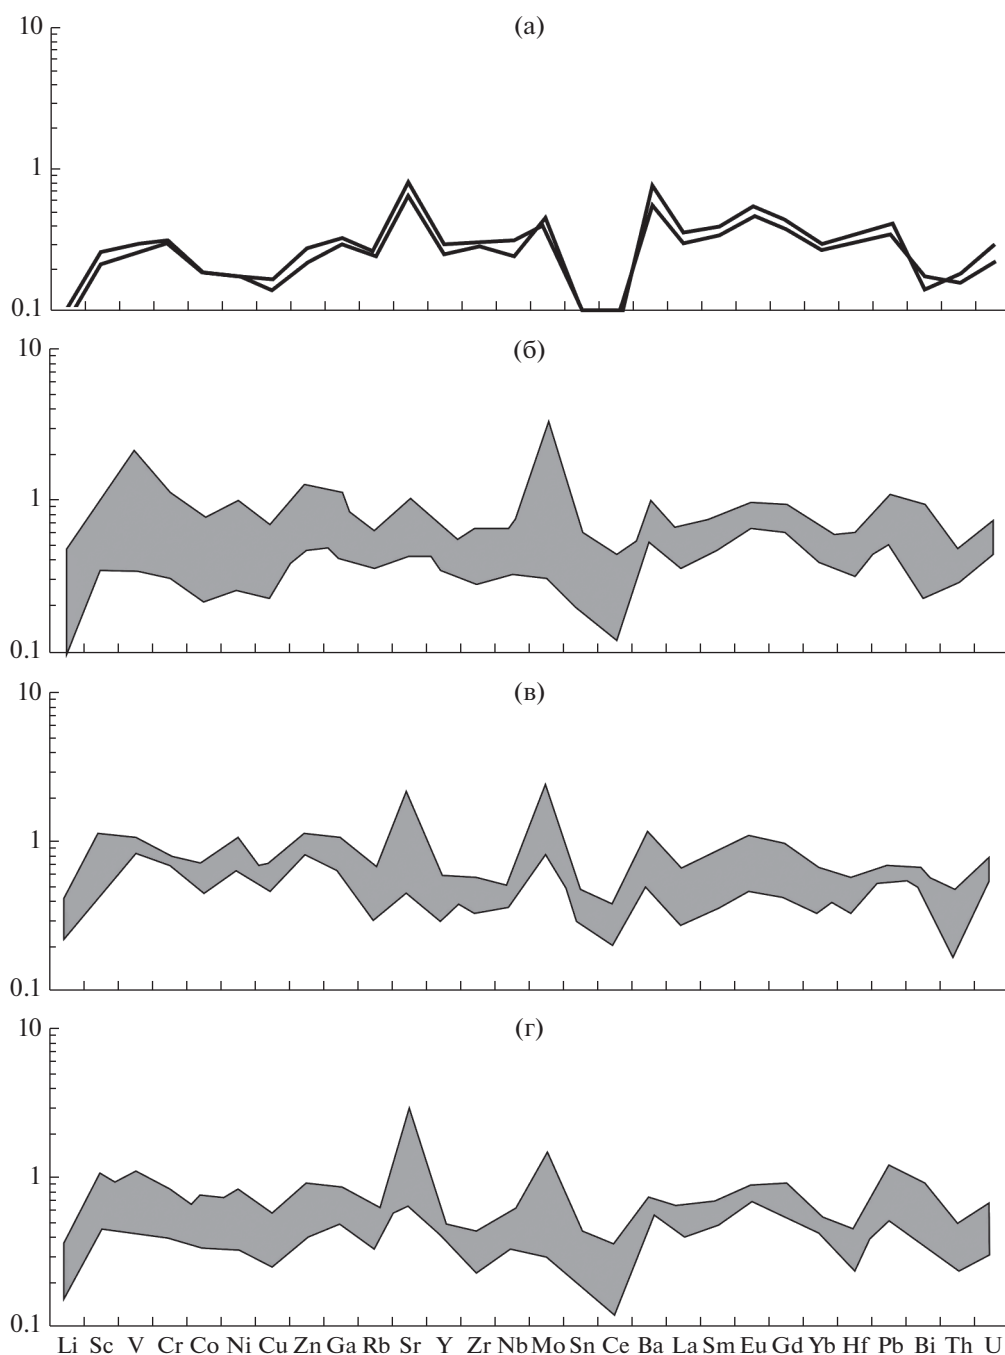 (а)
10
1
0.1
(б)
10
1
0.1
(в)
10
1
0.1
(г)
10
1
0.1
Li Sc V Cr Co Ni Cu Zn Ga Rb Sr Y Zr Nb Mo Sn Ce Ba La Sm Eu Gd Yb Hf Pb Bi Th U